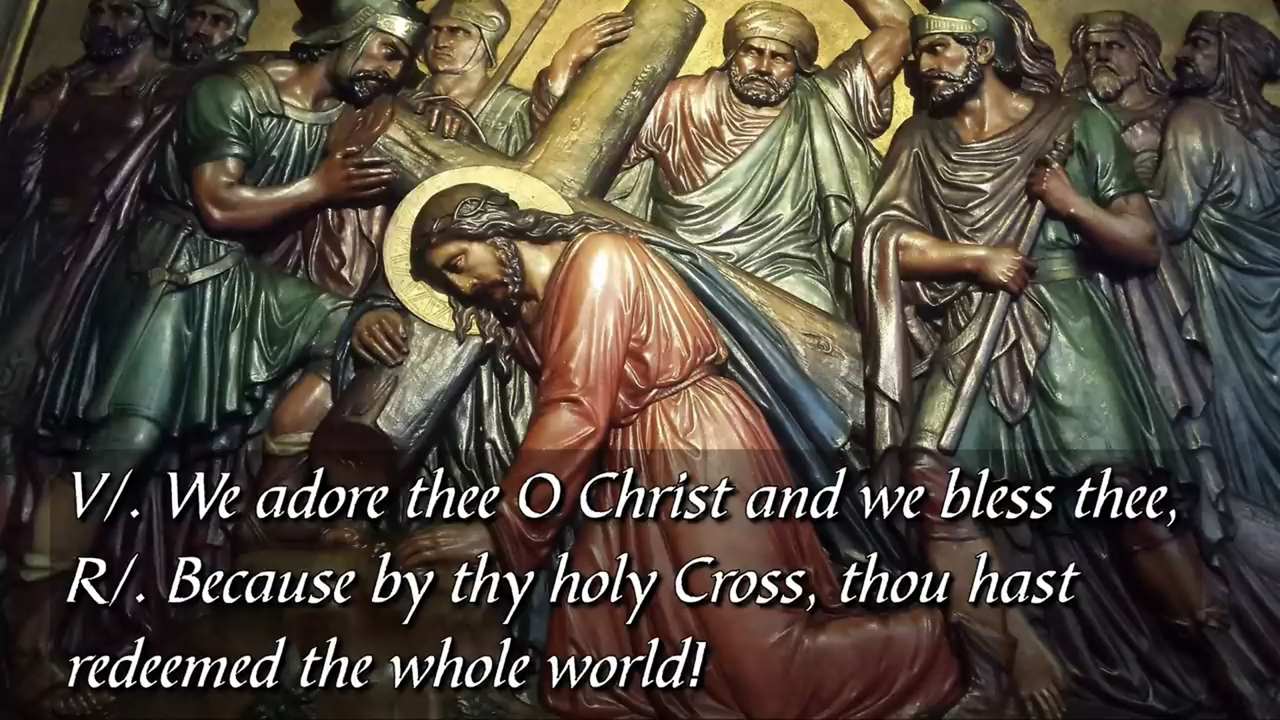 V/. We adore thee O Christ and we bless thee,
R/. Because by thy holy Cross, thou hast
redeemed the whole world!